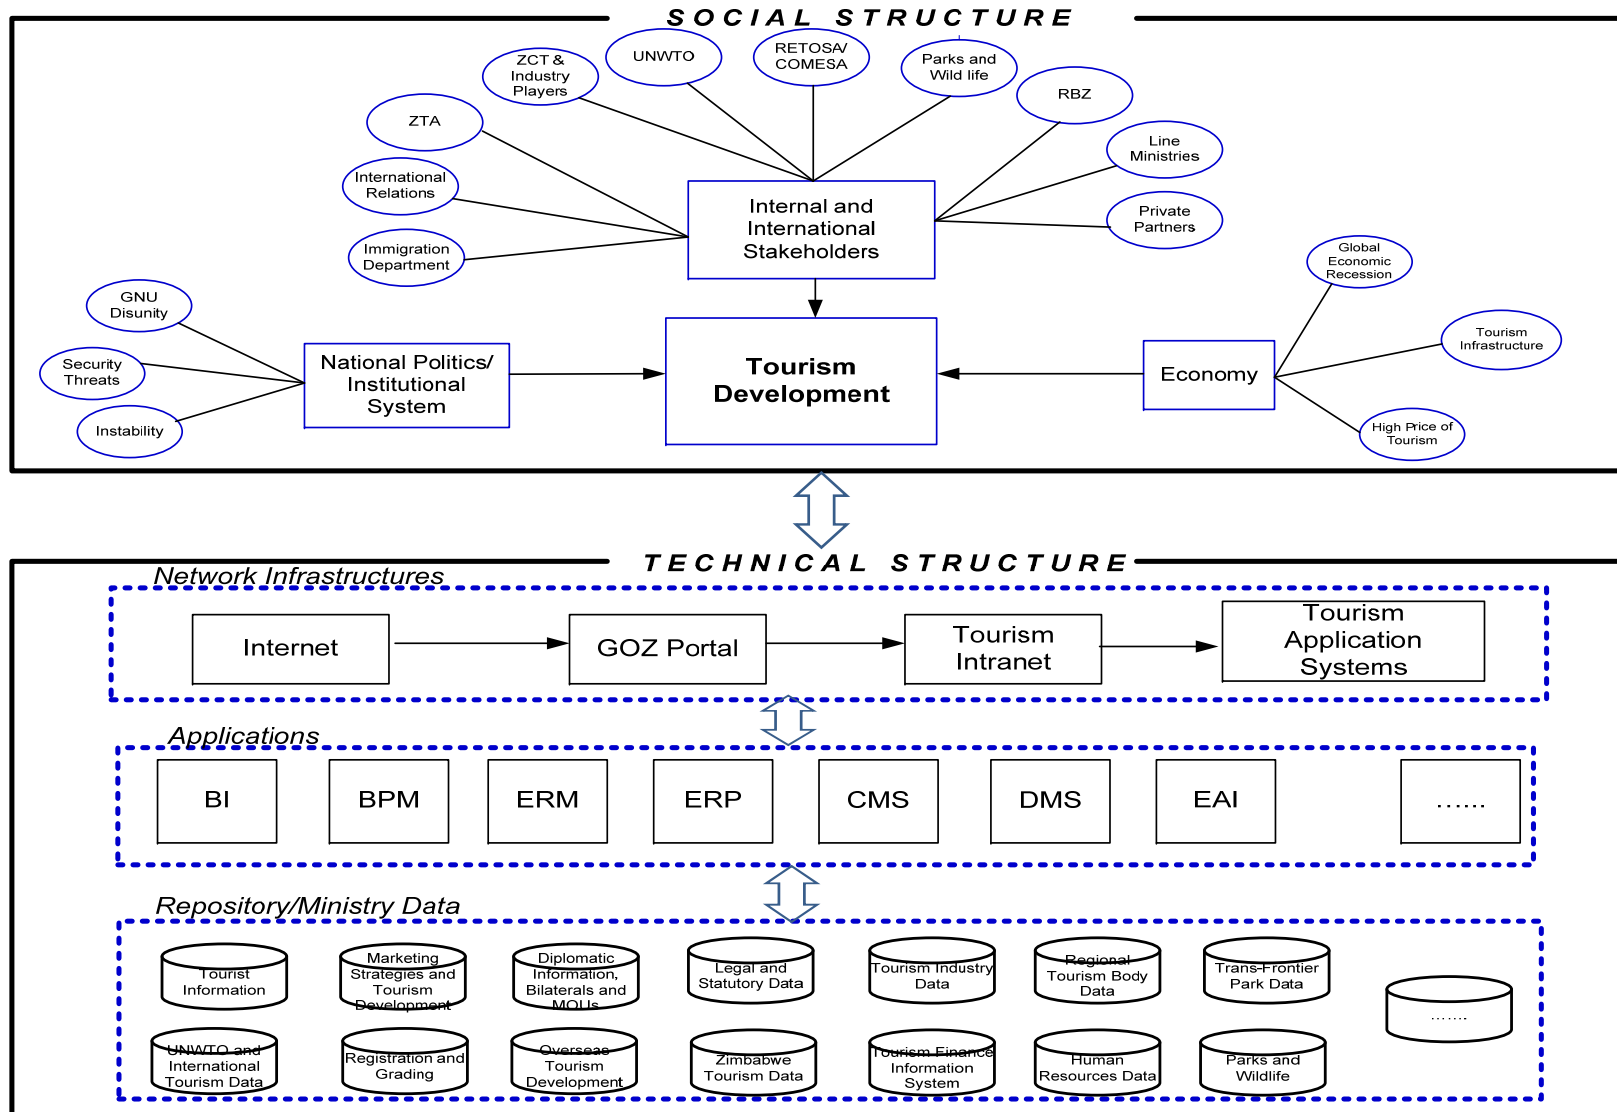 SOCIAL STRUCTURE
ZCT &
Industry
Players
UNWTO
RETOSA/
COMESA
Parks and
Wild life
RBZ
ZTA
Line
Ministries
International
Relations
Private
Partners
Immigration
Department
Internal and
International
Stakeholders
Global
Economic
Recession
GNU
Disunity
Security
Threats
Instability
National Politics/
Institutional
System
Tourism
Development
Economy
Tourism
Infrastructure
High Price of
Tourism
TECHNICAL STRUCTURE
Network Infrastructures
Internet
GOZ Portal
Tourism
Intranet
Tourism
Application
Systems
Applications
BI
BPM
ERM
ERP
CMS
DMS
EAI
......
Repository/Ministry Data
Tourist
Information
Marketing
Strategies and
Tourism
Development
Diplomatic
Information,
Bilaterals and
MOUs
Legal and
Statutory Data
Tourism Industry
Data
Regional
Tourism Body
Data
Trans-Frontier
Park Data
.......
UNWTO and
International
Tourism Data
Registration and
Grading
Overseas
Tourism
Development
Zimbabwe
Tourism Data
Tourism Finance
Information
System
Human
Resources Data
Parks and
Wildlife